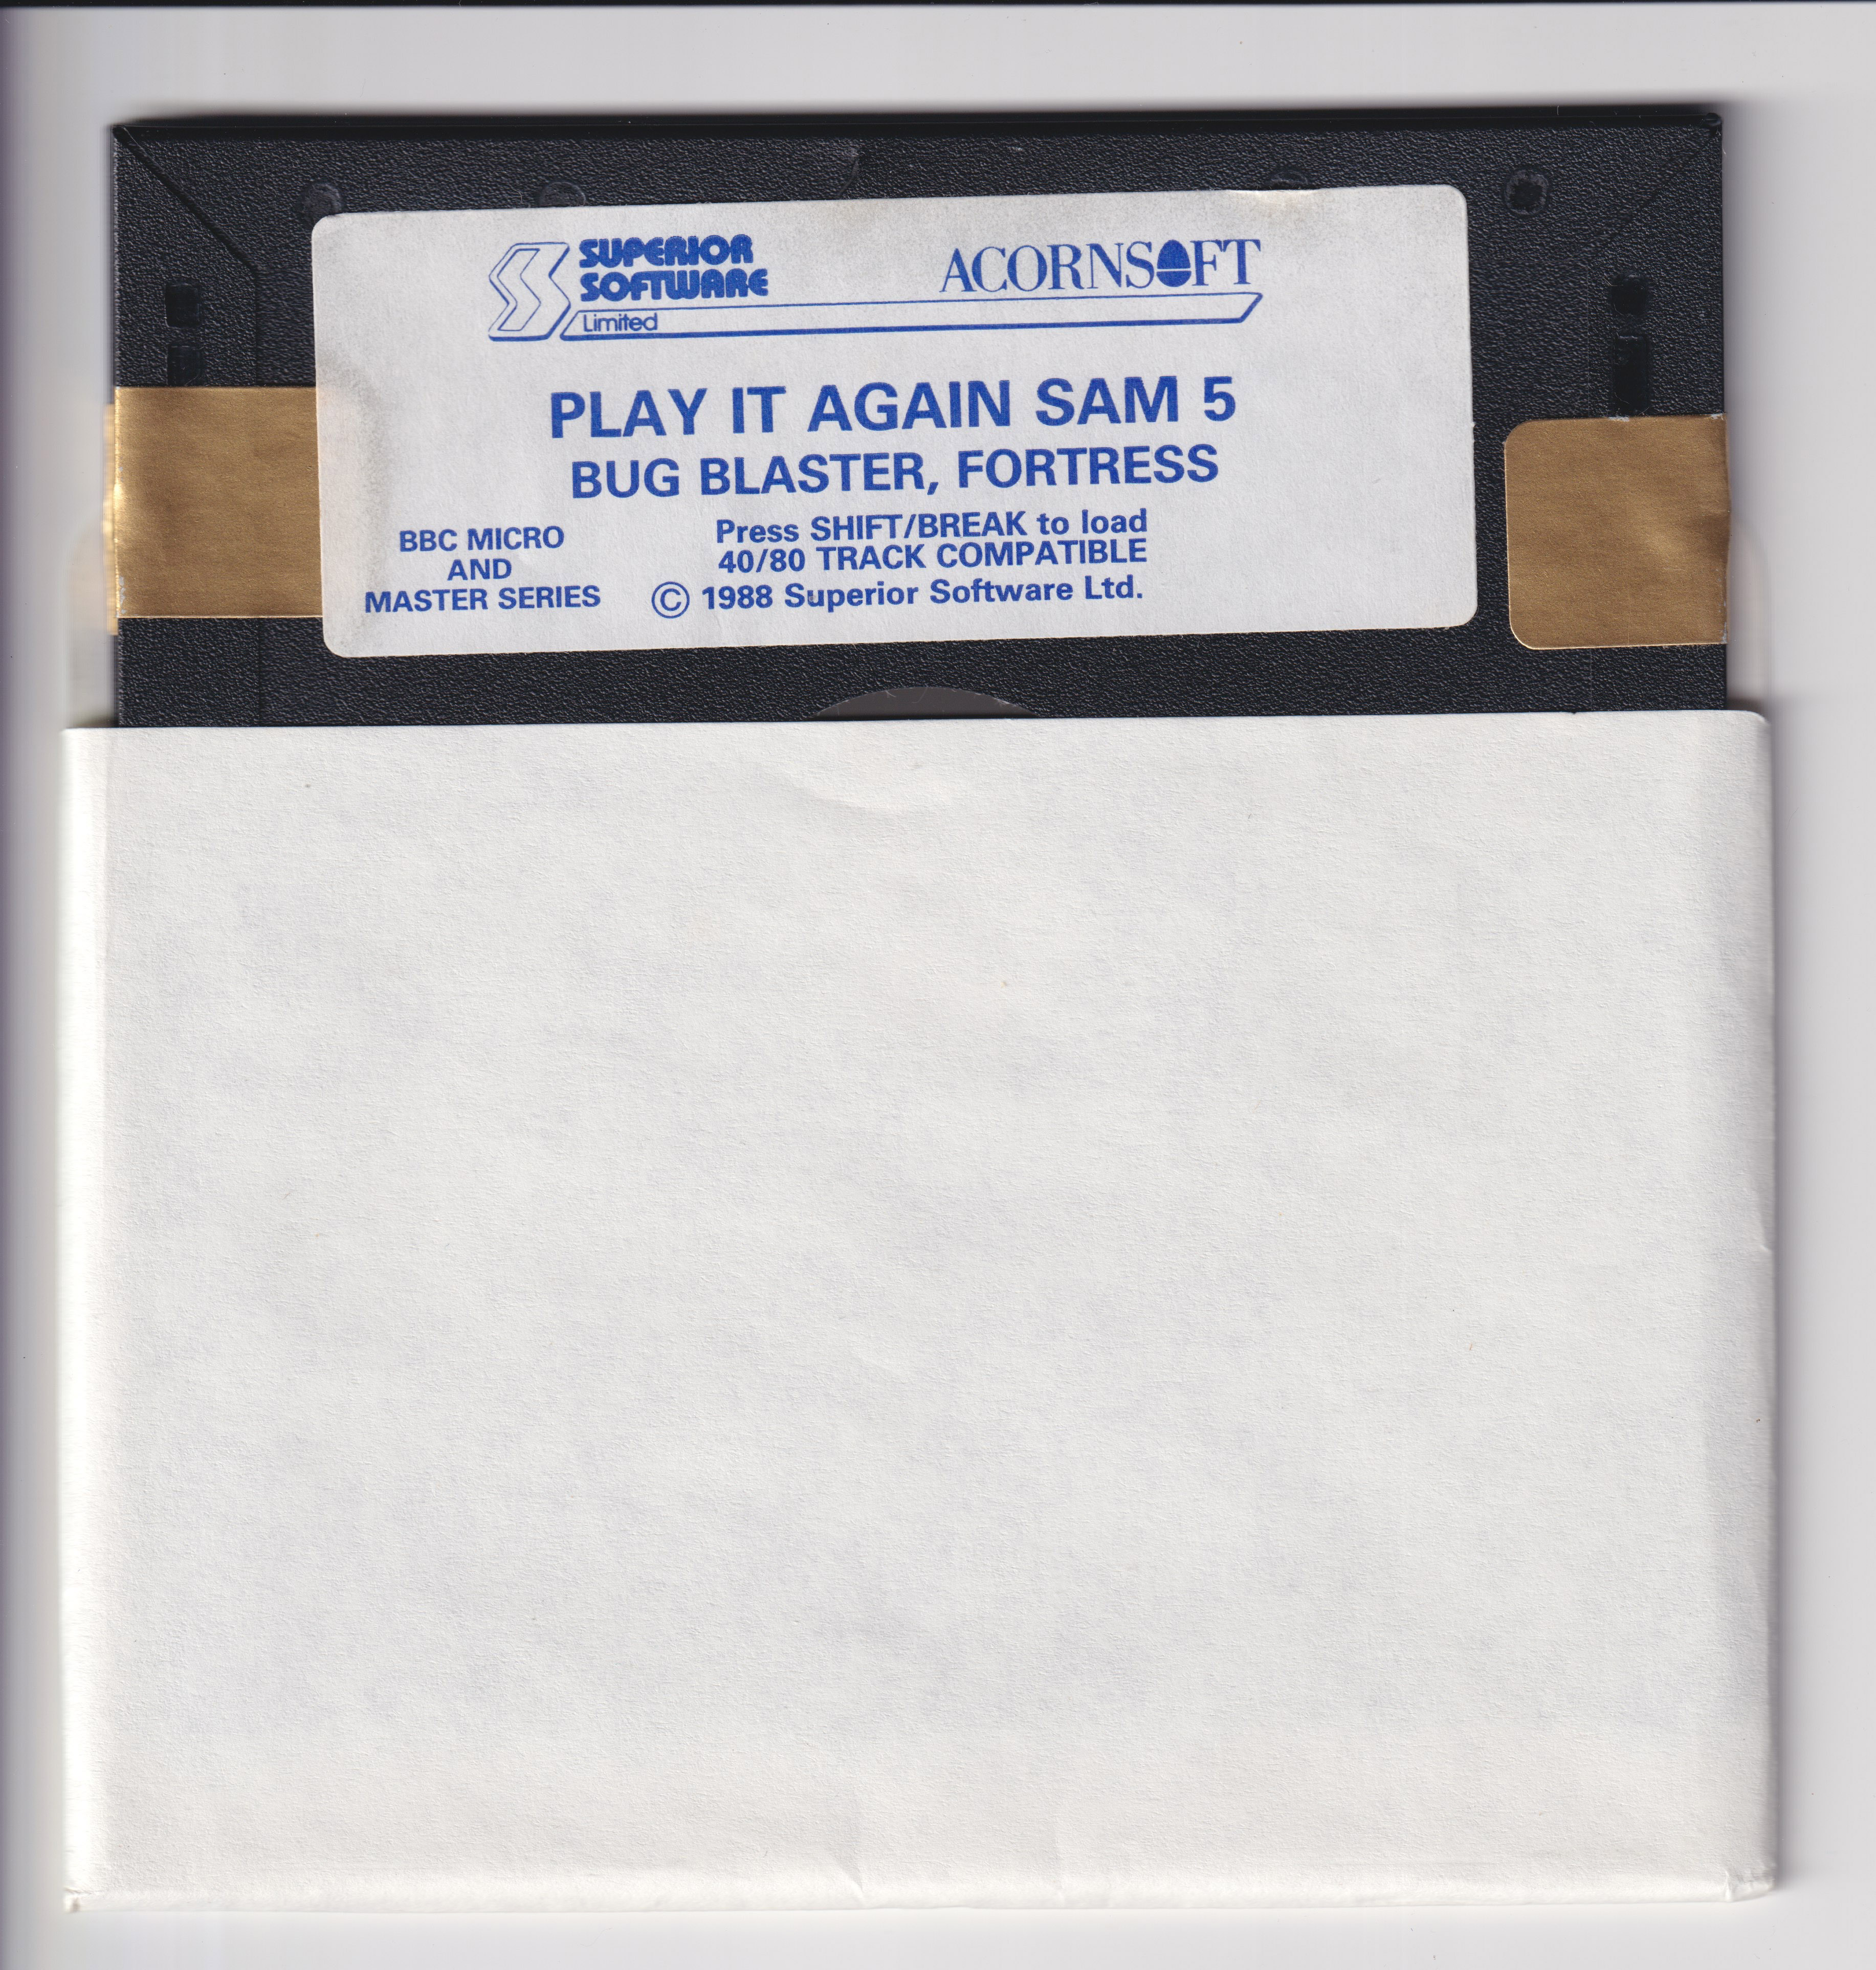 SUPERIOR
SOFTWARE
Limited
ACORNSOFT
PLAY IT AGAIN SAM 5
BUG BLASTER, FORTRESS
BBC MICRO
AND
MASTER SERIES
Press SHIFT/BREAK to load
40/80 TRACK COMPATIBLE
© 1988 Superior Software Ltd.